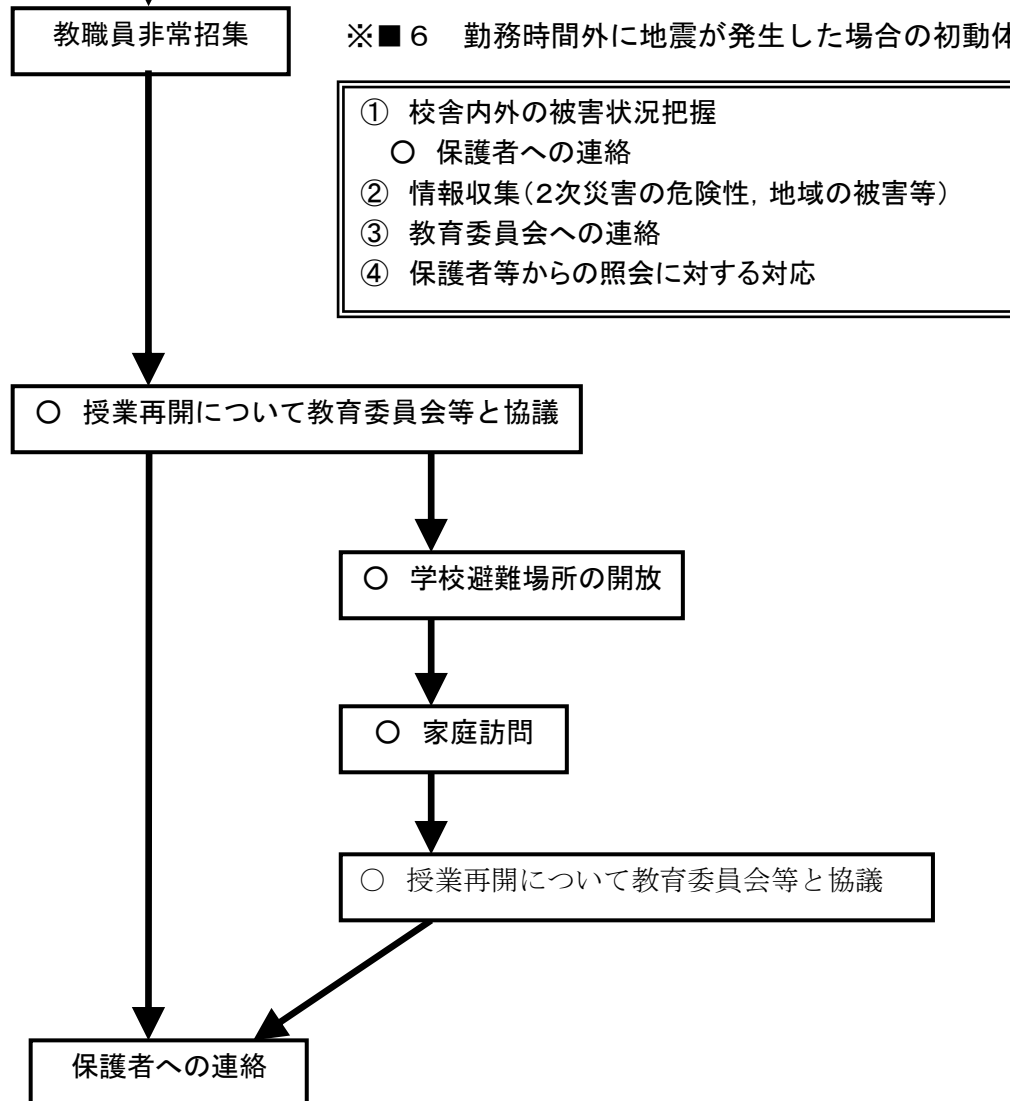 教職員非常招集
※■６　勤務時間外に地震が発生した場合の初動体
①　校舎内外の被害状況把握
○　保護者への連絡
②　情報収集（２次災害の危険性，地域の被害等）
③　教育委員会への連絡
④　保護者等からの照会に対する対応
○　授業再開について教育委員会等と協議
○　学校避難場所の開放
○　家庭訪問
○　授業再開について教育委員会等と協議
保護者への連絡